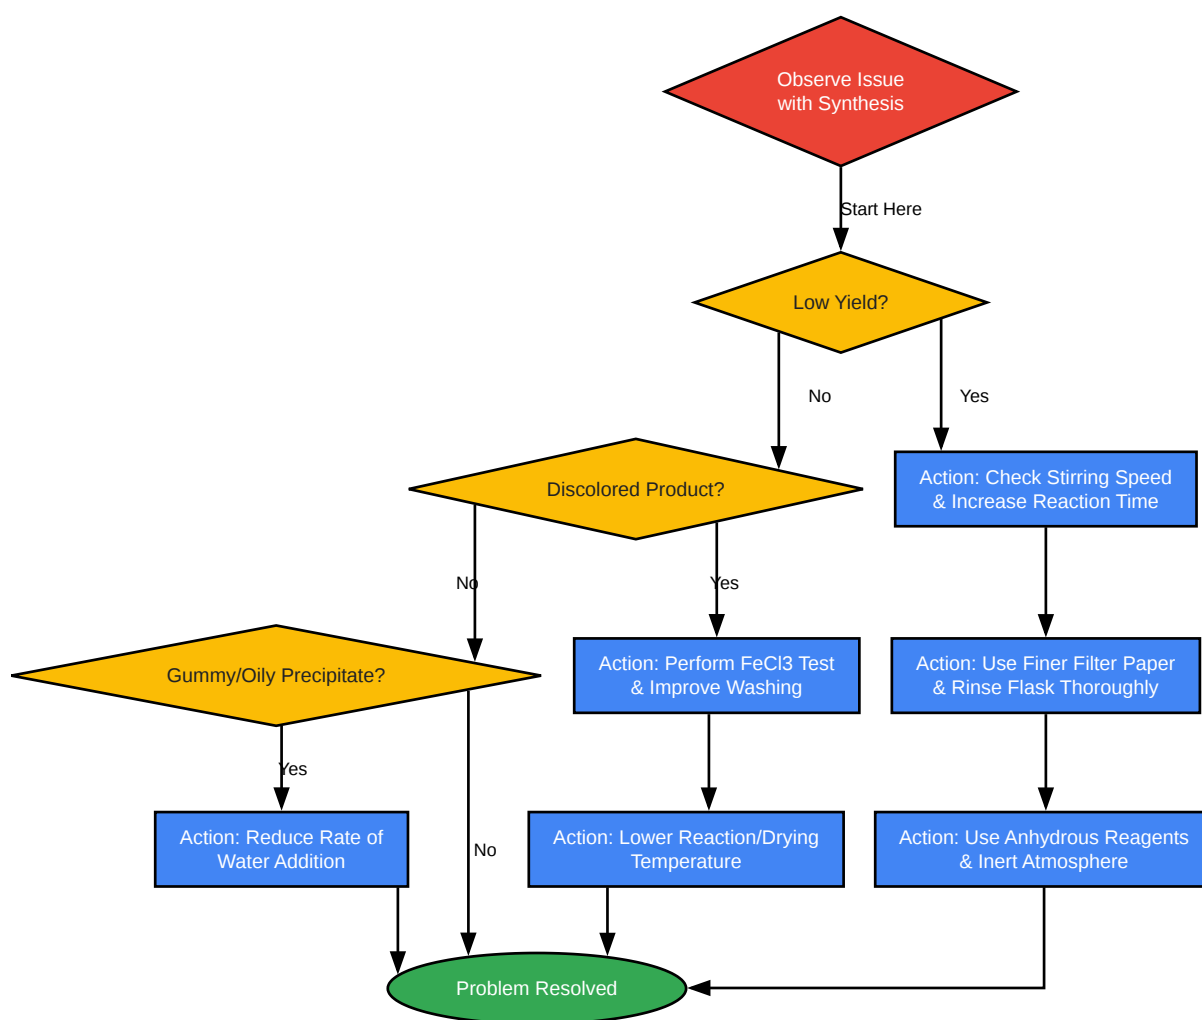 Observe Issue
with Synthesis
Start Here
Low Yield?
No
Yes
Discolored Product?
Action: Check Stirring Speed
& Increase Reaction Time
No
Yes
Gummy/Oily Precipitate?
Action: Perform FeCl3 Test
& Improve Washing
Action: Use Finer Filter Paper
& Rinse Flask Thoroughly
Yes
Action: Reduce Rate of
Water Addition
No
Action: Lower Reaction/Drying
Temperature
Action: Use Anhydrous Reagents
& Inert Atmosphere
Problem Resolved